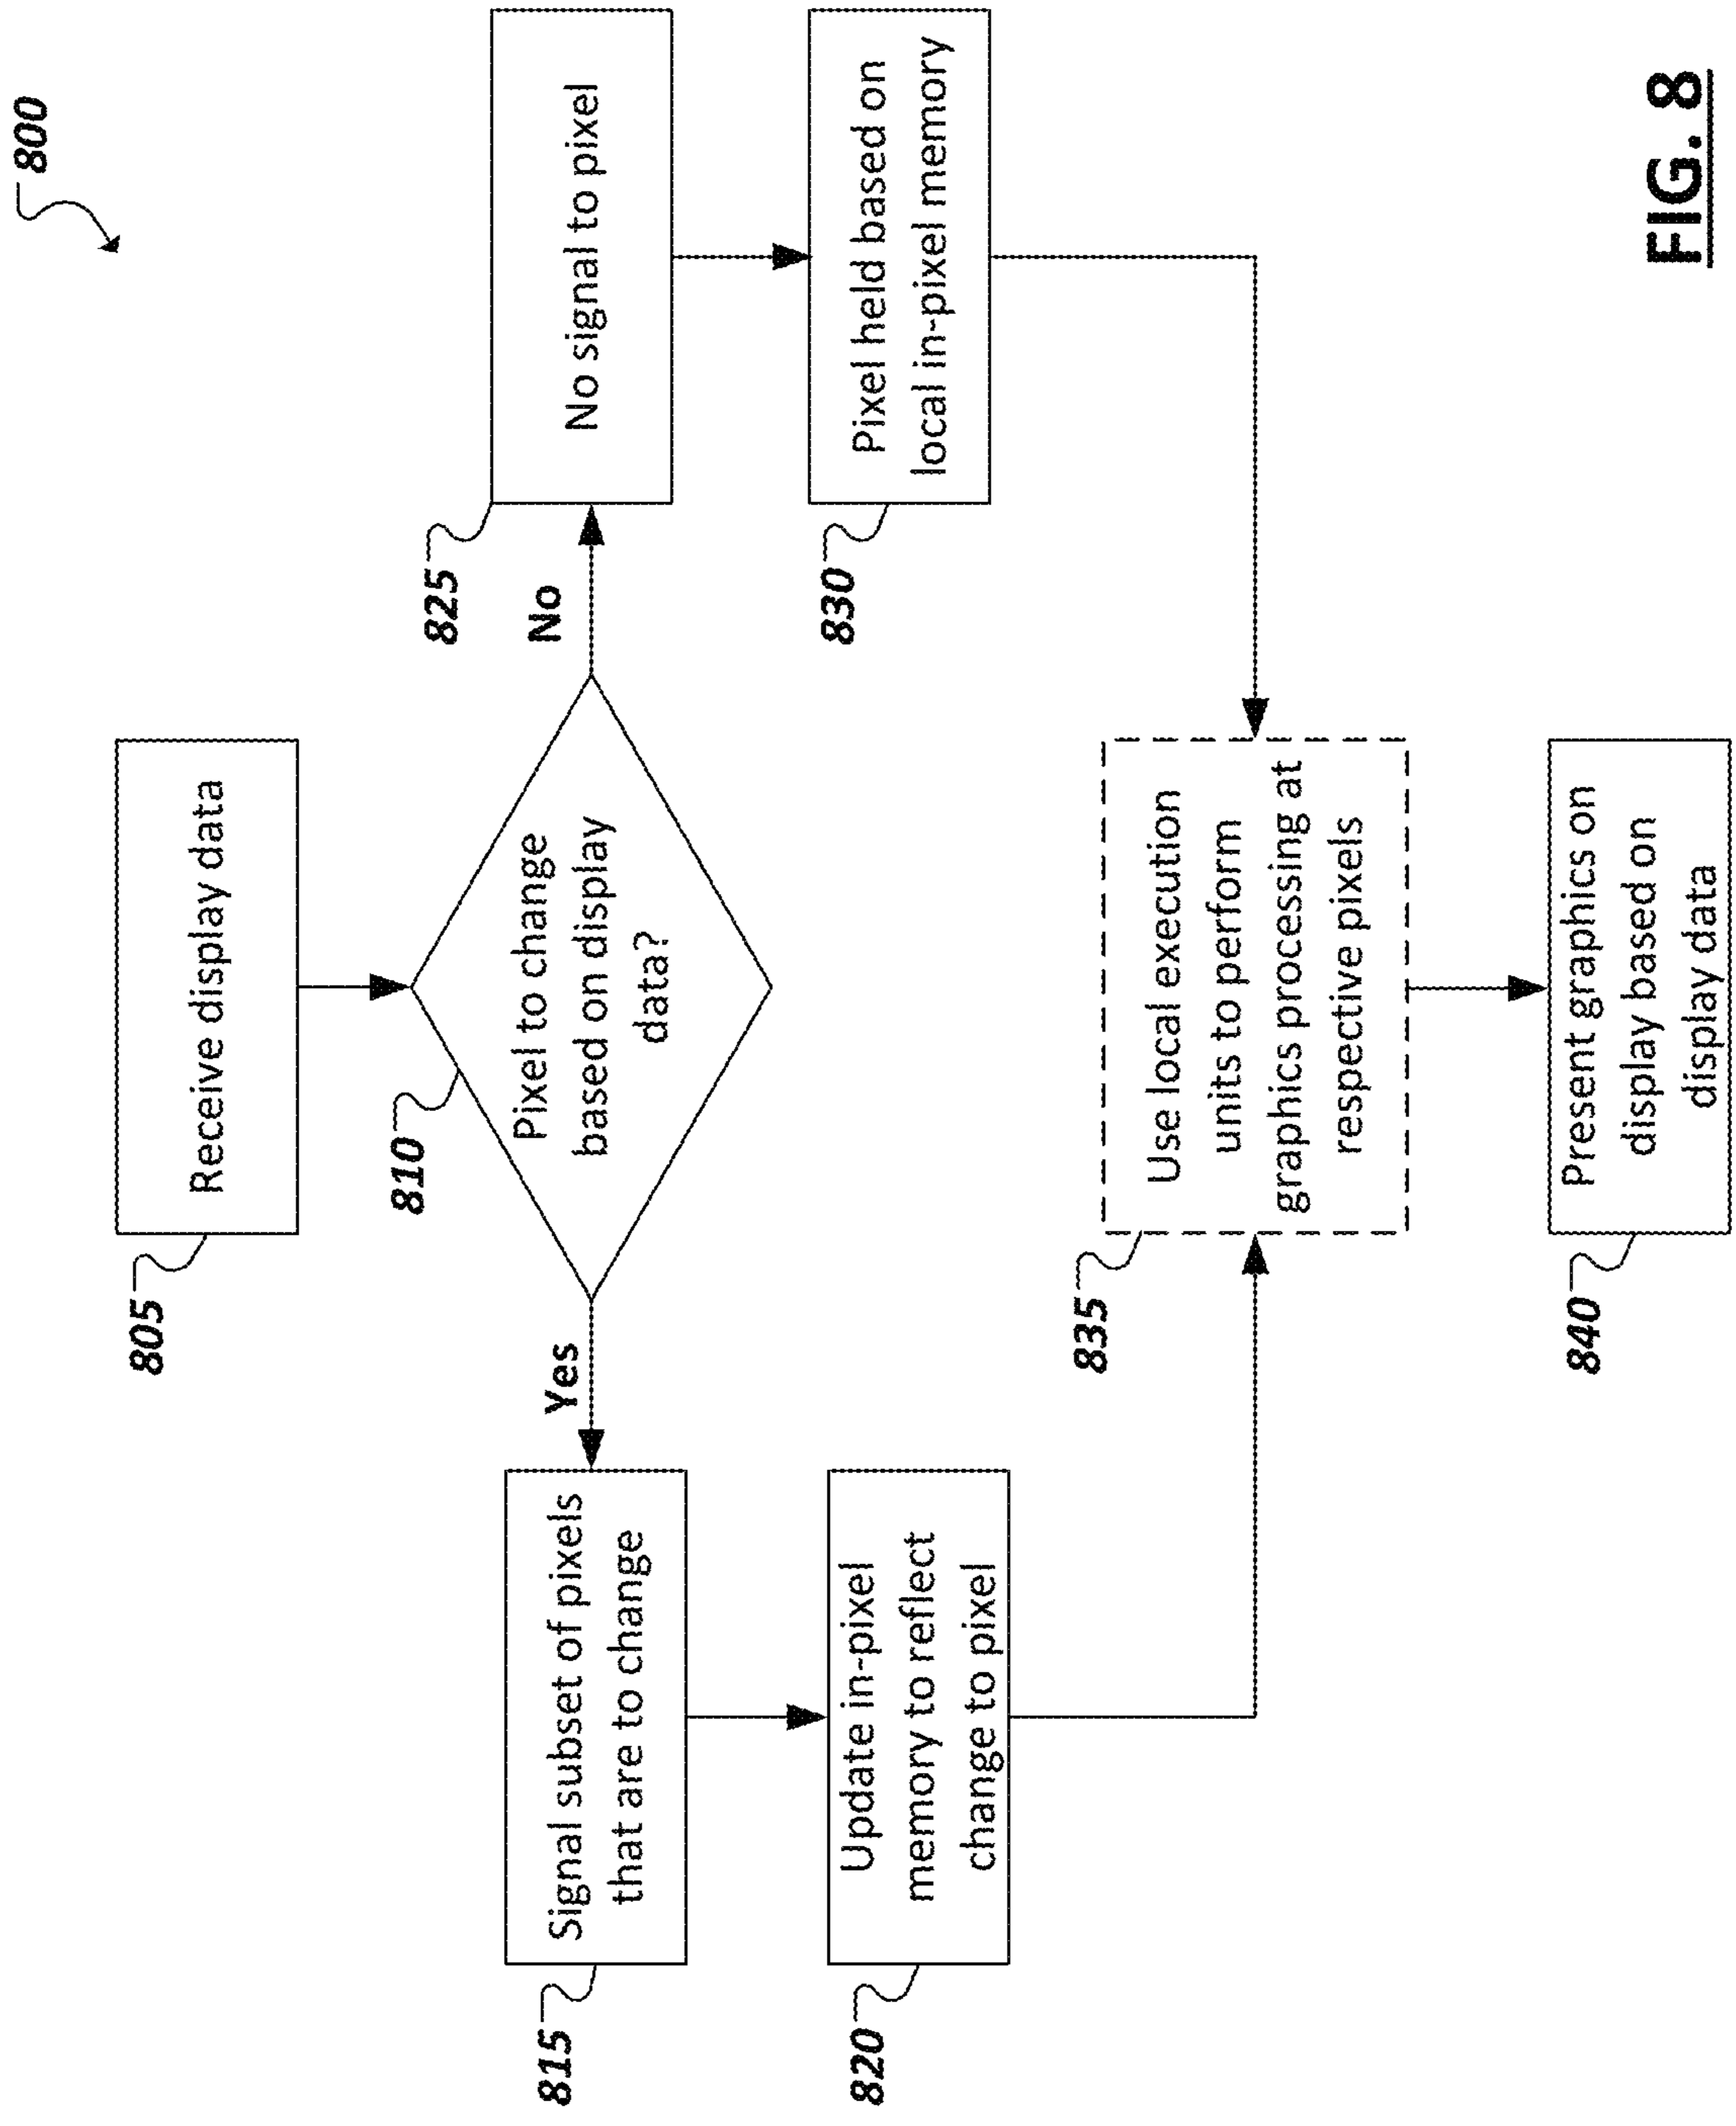 800
805
Receive display data
810
Pixel to change
based on display
data?
Yes
No
815
Signal subset of pixels
that are to change
825
No signal to pixel
820
Update in-pixel
memory to reflect
change to pixel
830
Pixel held based on
local in-pixel memory
835
Use local execution
units to perform
graphics processing at
respective pixels
840
Present graphics on
display based on
display data
FIG. 8